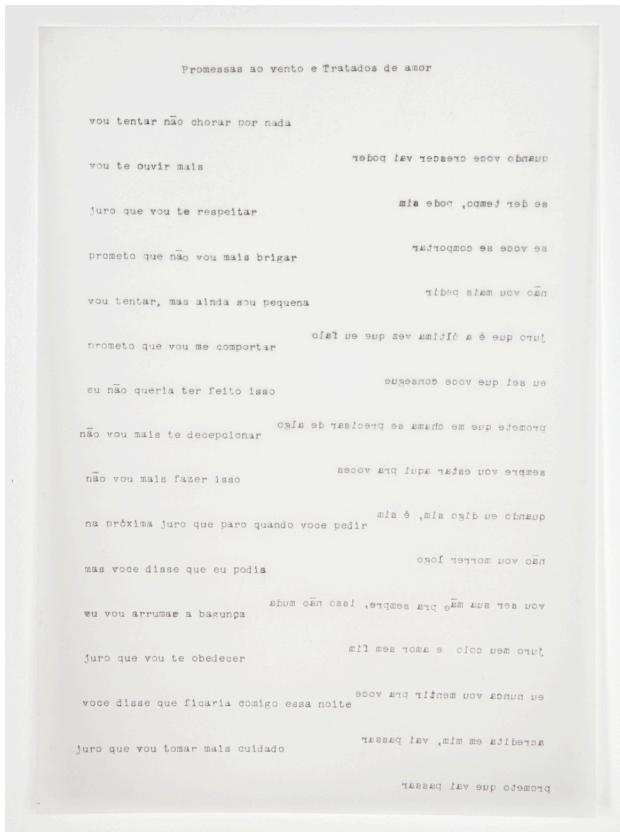 Promessas ao vento e Tratados de amor
vou tentar não chorar por nada
quando voce crescer vai poder
vou te ouvir mais
se der tempo, pode sim
juro que vou te respeitar
se voce se comportar
prometo que não vou mais brigar
não vou mais pedir
vou tentar, mas ainda sou pequena
juro que é a última vez que eu falo
prometo que vou me comportar
eu sei que voce consegue
eu não queria ter feito isso
promete que me chama se precisar de algo
não vou mais te decepcionar
sempre vou estar aqui pra voces
não vou mais fazer isso
quando eu digo sim, é sim
na próxima juro que paro quando voce pedir
não vou morrer logo
mas voce disse que eu podia
vou ser sua mãe pra sempre, isso não muda
eu vou arrumar a bagunça
juro meu colo e amor sem fim
juro que vou te obedecer
eu nunca vou mentir pra voce
voce disse que ficaria comigo essa noite
acredita em mim, vai passar
juro que vou tomar mais cuidado
prometo que vai passar